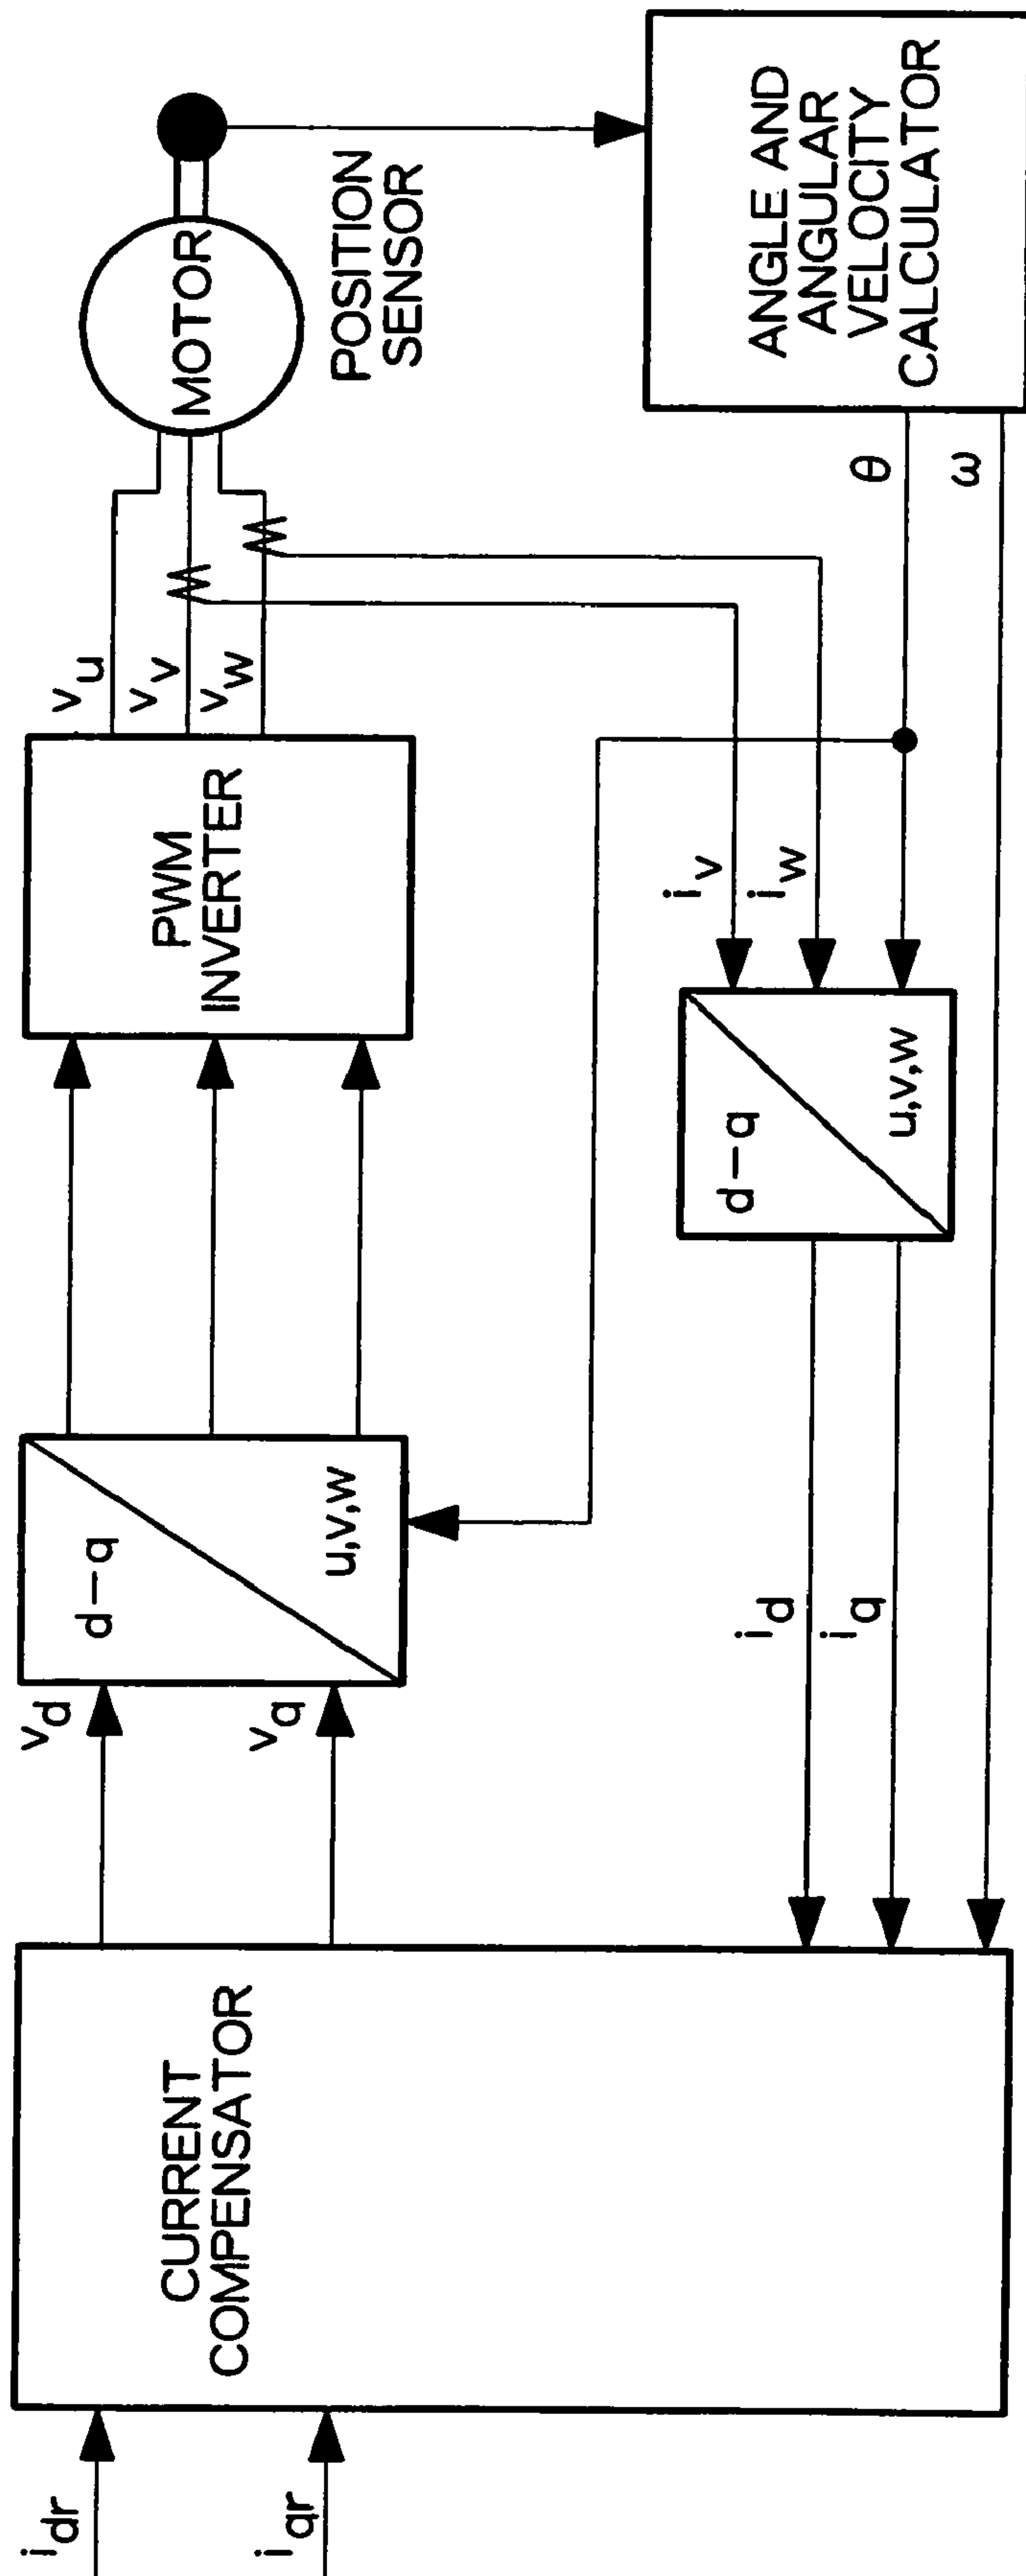 i_dr
i_qr
CURRENT
COMPENSATOR
v_d
v_q
d-q
u,v,w
PWM
INVERTER
v_u
v_v
v_w
MOTOR
POSITION
SENSOR
i_d
i_q
d-q
u,v,w
i_v
i_w
θ
ω
ANGLE AND
ANGULAR
VELOCITY
CALCULATOR